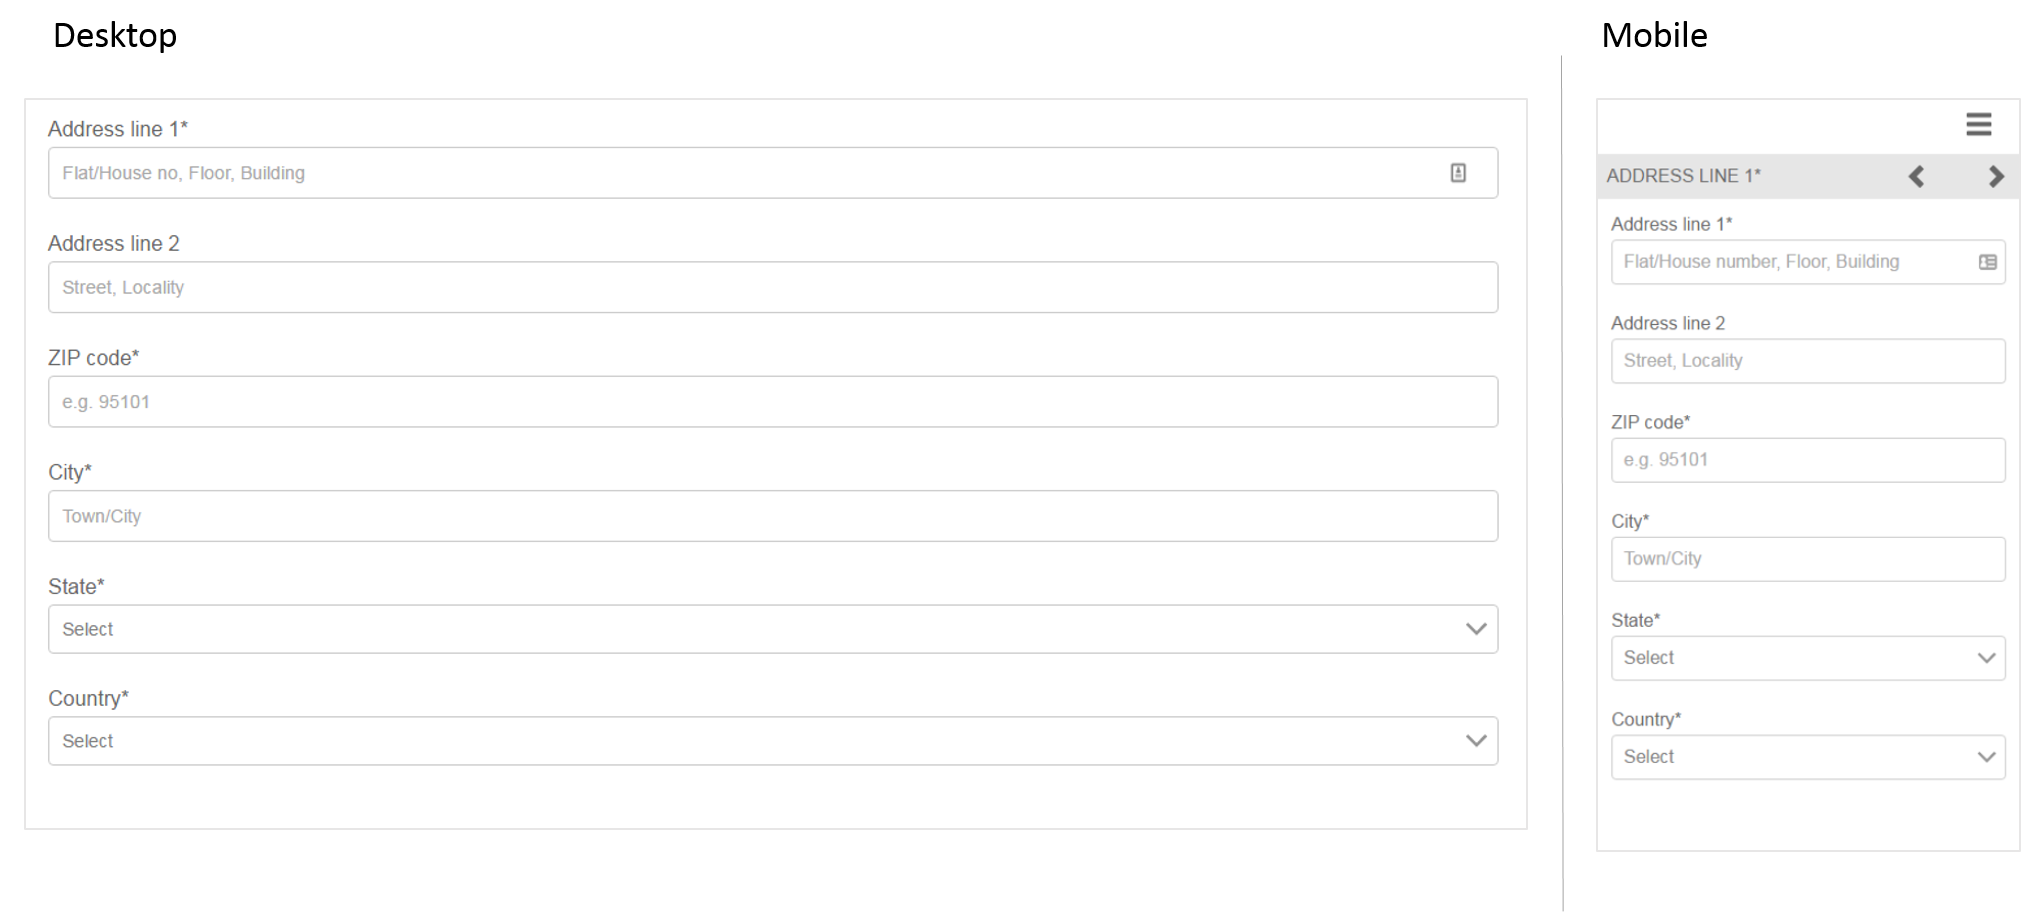 Desktop
Address line 1*
Flat/House no, Floor, Building
Address line 2
Street, Locality
ZIP code*
e.g. 95101
City*
Town/City
State*
Select
Country*
Select
Mobile
ADDRESS LINE 1*
Address line 1*
Flat/House number, Floor, Building
Address line 2
Street, Locality
ZIP code*
e.g. 95101
City*
Town/City
State*
Select
Country*
Select